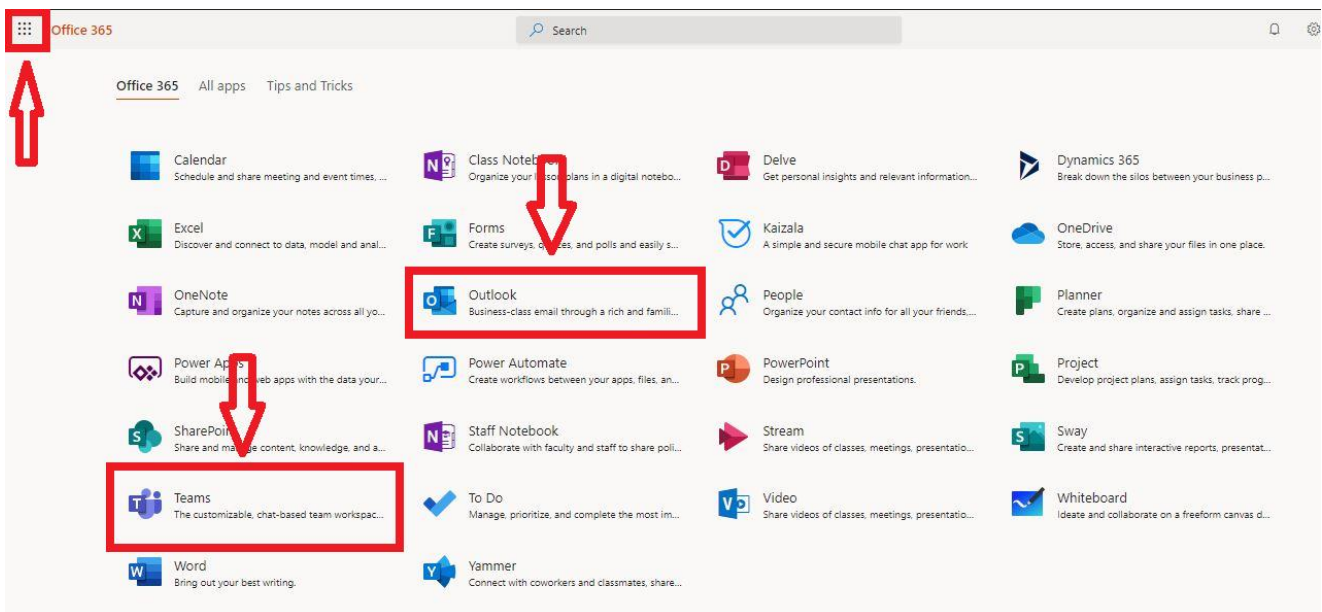 Office 365
Search
Office 365 All apps Tips and Tricks
Calendar
Schedule and share meeting and event times, ...
Class Noteb
Organize your lesson plans in a digital notebo...
Delve
Get personal insights and relevant information...
Dynamics 365
Break down the silos between your business p...
Excel
Discover and connect to data, model and anal...
Forms
Create surveys, quizzes, and polls and easily s...
Kaizala
A simple and secure mobile chat app for work
OneDrive
Store, access, and share your files in one place.
OneNote
Capture and organize your notes across all yo...
Outlook
Business-class email through a rich and famili...
People
Organize your contact info for all your friends,...
Planner
Create plans, organize and assign tasks, share ...
Power Apps
Build mobile and web apps with the data your...
Power Automate
Create workflows between your apps, files, an...
PowerPoint
Design professional presentations.
Project
Develop project plans, assign tasks, track prog...
SharePoint
Share and manage content, knowledge, and a...
Staff Notebook
Collaborate with faculty and staff to share poli...
Stream
Share videos of classes, meetings, presentatio...
Sway
Create and share interactive reports, presentat...
Teams
The customizable, chat-based team workspac...
To Do
Manage, prioritize, and complete the most im...
Video
Share videos of classes, meetings, presentatio...
Whiteboard
Ideate and collaborate on a freeform canvas d...
Word
Bring out your best writing.
Yammer
Connect with coworkers and classmates, share...